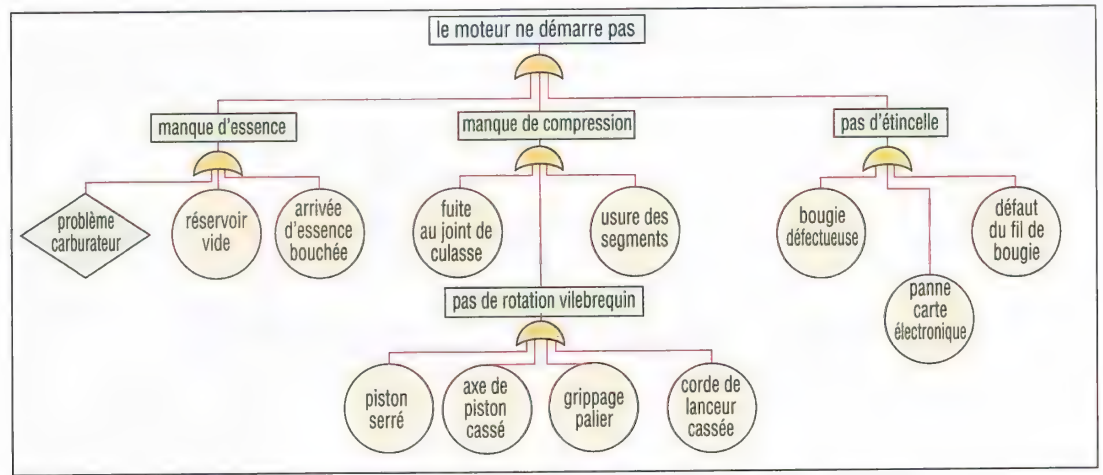 le moteur ne démarre pas
manque d'essence
manque de compression
pas d'étincelle
problème
carburateur
réservoir
vide
arrivée
d'essence
bouchée
fuite
au joint de
culasse
usure des
segments
bougie
défectueuse
panne
carte
électronique
défaut
du fil de
bougie
pas de rotation vilebrequin
piston
serré
axe de
piston
cassé
grippage
palier
corde de
lanceur
cassée